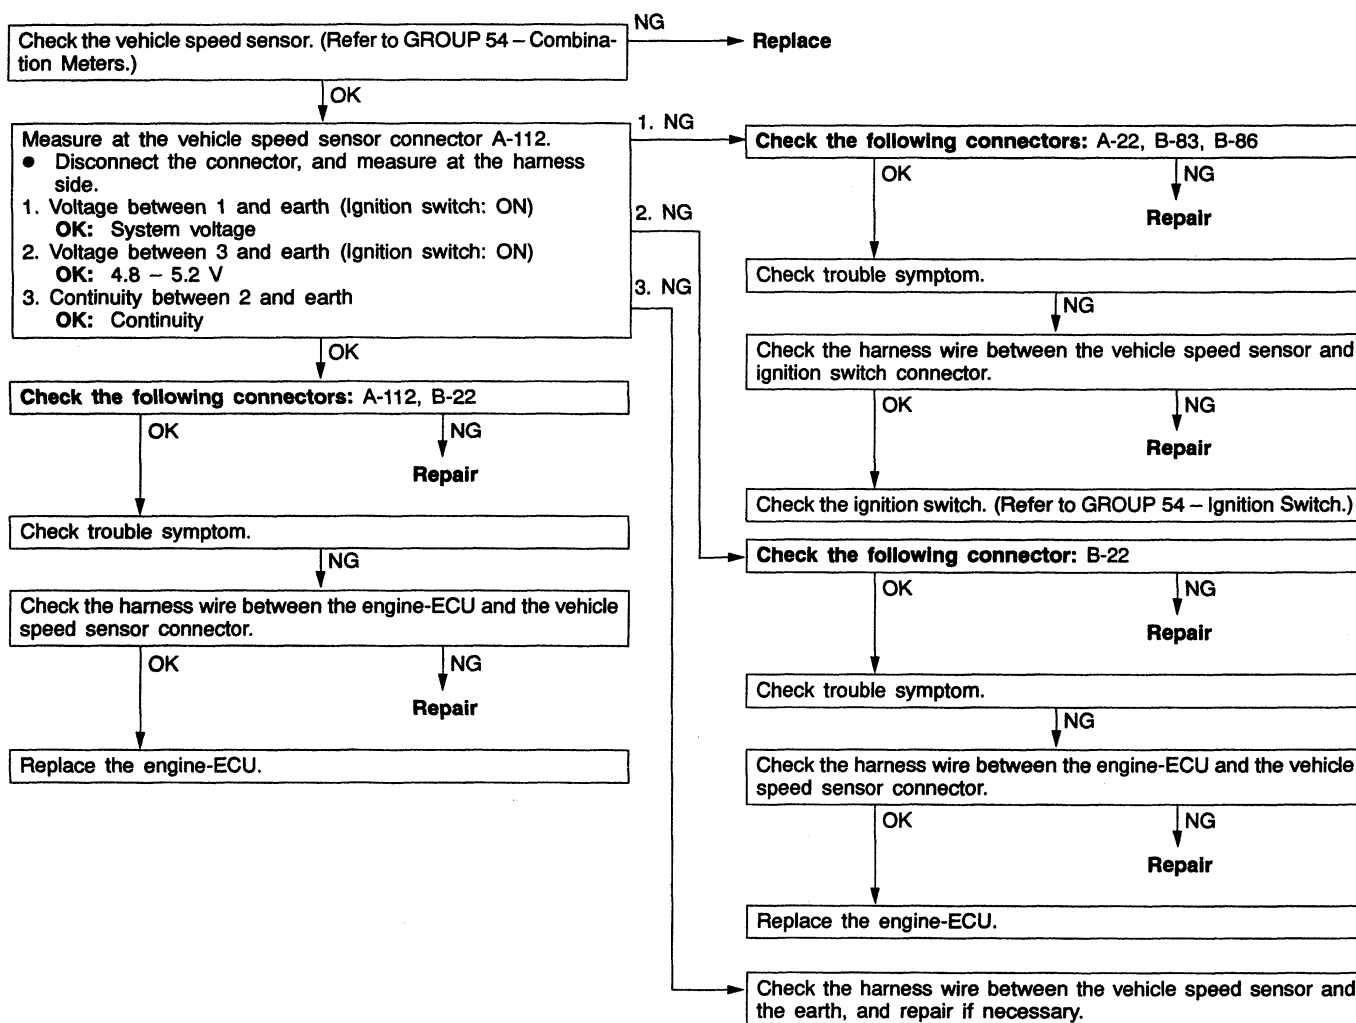 Check the vehicle speed sensor. (Refer to GROUP 54 – Combina-
tion Meters.)
NG
Replace
OK
Measure at the vehicle speed sensor connector A-112.
● Disconnect the connector, and measure at the harness
side.
1. Voltage between 1 and earth (Ignition switch: ON)
OK: System voltage
2. Voltage between 3 and earth (Ignition switch: ON)
OK: 4.8 – 5.2 V
3. Continuity between 2 and earth
OK: Continuity
1. NG
2. NG
3. NG
OK
Check the following connectors: A-112, B-22
OK
NG
Repair
Check trouble symptom.
NG
Check the harness wire between the engine-ECU and the vehicle
speed sensor connector.
OK
NG
Repair
Replace the engine-ECU.
Check the following connectors: A-22, B-83, B-86
OK
NG
Repair
Check trouble symptom.
NG
Check the harness wire between the vehicle speed sensor and
ignition switch connector.
OK
NG
Repair
Check the ignition switch. (Refer to GROUP 54 – Ignition Switch.)
Check the following connector: B-22
OK
NG
Repair
Check trouble symptom.
NG
Check the harness wire between the engine-ECU and the vehicle
speed sensor connector.
OK
NG
Repair
Replace the engine-ECU.
Check the harness wire between the vehicle speed sensor and
the earth, and repair if necessary.